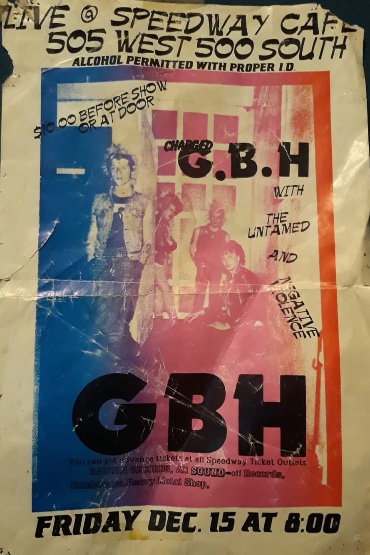 LIVE @ SPEEDWAY CAFE
505 WEST 500 SOUTH
ALCOHOL PERMITTED WITH PROPER I.D.
$10.00 BEFORE SHOW
OR AT DOOR
CHARGED
G.B.H
WITH
THE
UNTAMED
AND
NEGATIVE
VIOLENCE
GBH
You can get advance tickets at all Speedway Ticket Outlets
RECORDS, SOUND-off Records,
Heavy Metal Shop.
FRIDAY DEC. 15 AT 8:00